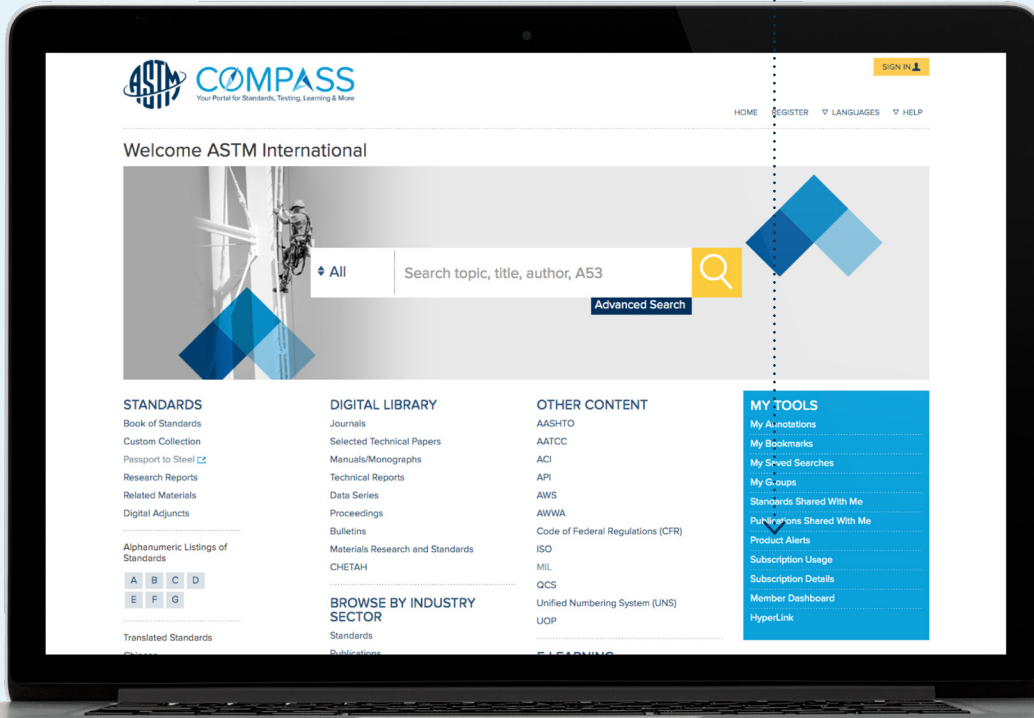 ASTM
COMPASS
Your Portal for Standards, Testing, Learning & More
SIGN IN
HOME REGISTER LANGUAGES HELP
Welcome ASTM International
All
Search topic, title, author, A53
Advanced Search
STANDARDS
Book of Standards
Custom Collection
Passport to Steel
Research Reports
Related Materials
Digital Adjuncts
Alphanumeric Listings of
Standards
A B C D
E F G
Translated Standards
DIGITAL LIBRARY
Journals
Selected Technical Papers
Manuals/Monographs
Technical Reports
Data Series
Proceedings
Bulletins
Materials Research and Standards
CHETAH
BROWSE BY INDUSTRY
SECTOR
Standards
Publications
OTHER CONTENT
AASHTO
AATCC
ACI
API
AWS
AWWA
Code of Federal Regulations (CFR)
ISO
MIL
QCS
Unified Numbering System (UNS)
UOP
E-LEARNING
MY TOOLS
My Annotations
My Bookmarks
My Saved Searches
My Groups
Standards Shared With Me
Publications Shared With Me
Product Alerts
Subscription Usage
Subscription Details
Member Dashboard
HyperLink